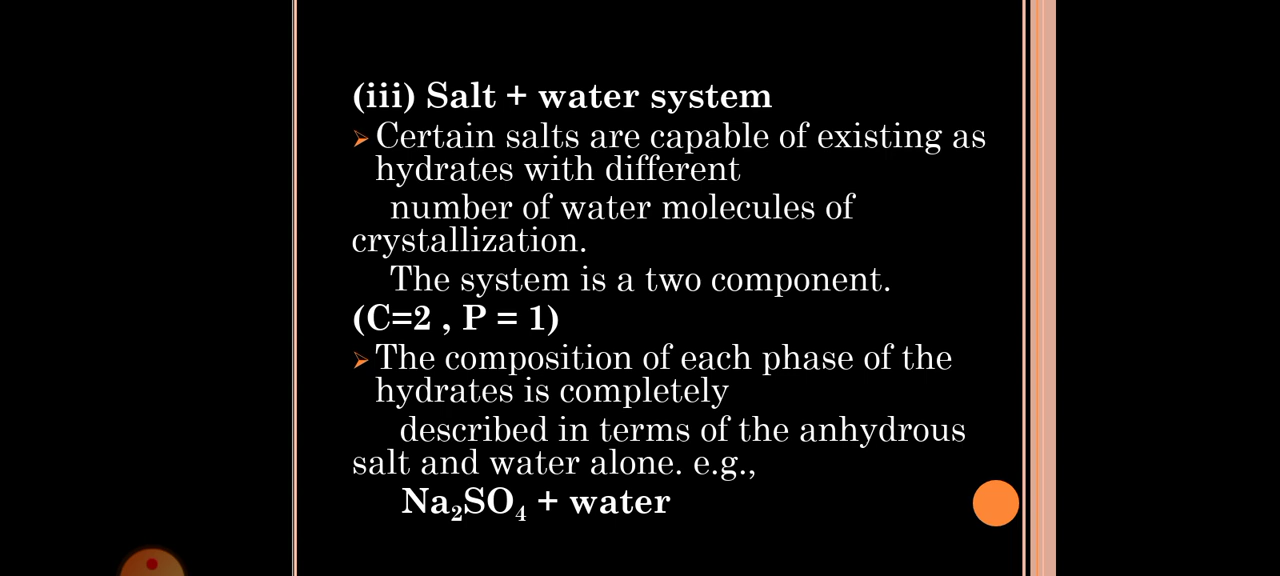 (iii) Salt + water system
➢Certain salts are capable of existing as
hydrates with different
number of water molecules of
crystallization.
The system is a two component.
(C=2 , P = 1)
➢The composition of each phase of the
hydrates is completely
described in terms of the anhydrous
salt and water alone. e.g.,
Na₂SO₄ + water